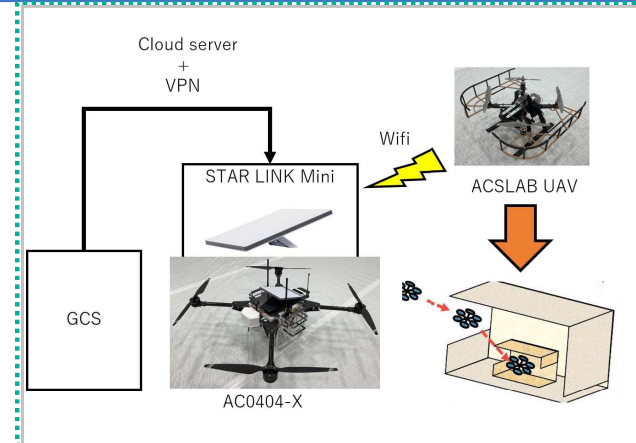 Cloud server
+
VPN
Wifi
STAR LINK Mini
ACSLAB UAV
GCS
AC0404-X